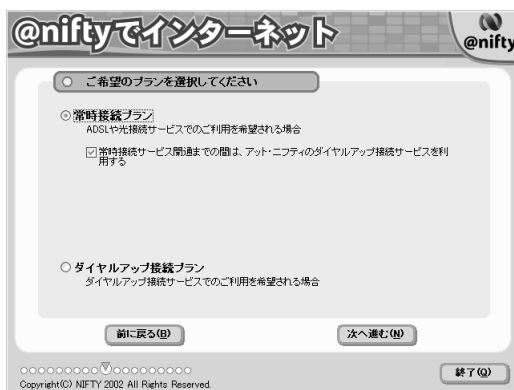 @niftyでインターネット
@nifty
ご希望のプランを選択してください
常時接続プラン
ADSLや光接続サービスでのご利用を希望される場合
常時接続サービス開通までの間は、アット・ニフティのダイヤルアップ接続サービスを利
用する
ダイヤルアップ接続プラン
ダイヤルアップ接続サービスでのご利用を希望される場合
前に戻る(B)
次へ進む(N)
Copyright(C) NIFTY 2002 All Rights Reserved.
終了(Q)